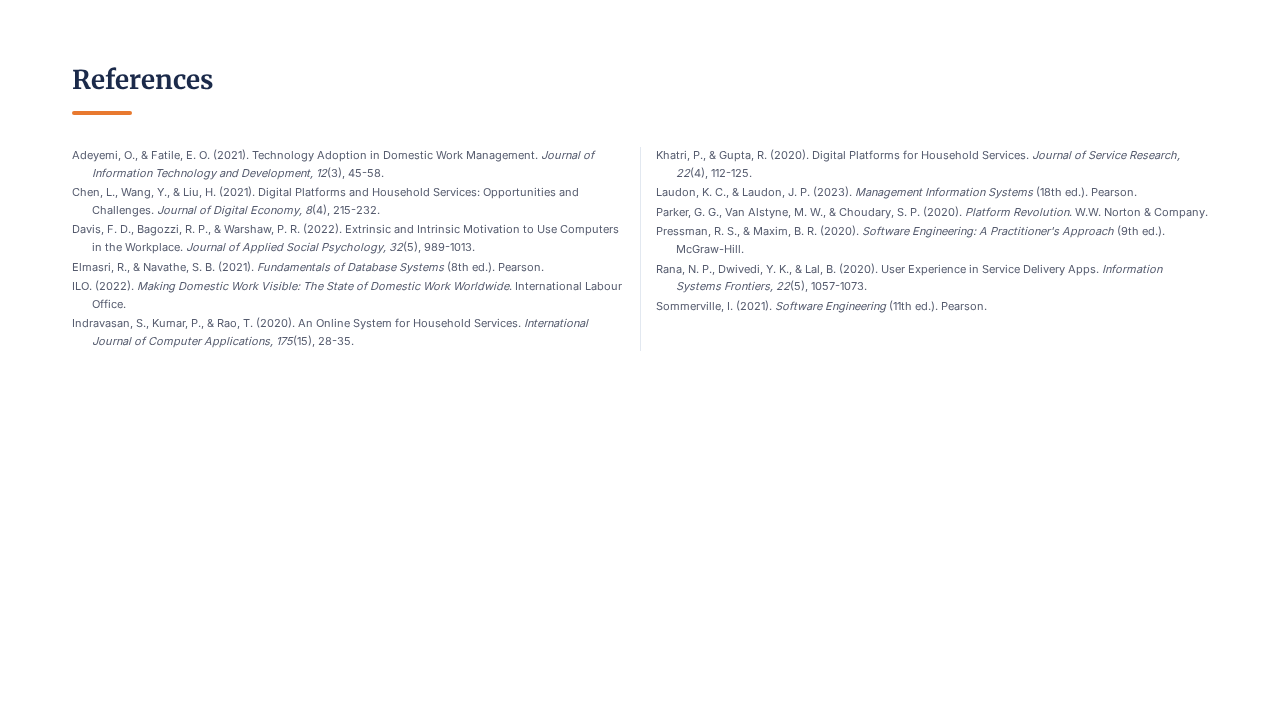 References
Adeyemi, O., & Fatile, E. O. (2021). Technology Adoption in Domestic Work Management. Journal of
Information Technology and Development, 12(3), 45-58.
Chen, L., Wang, Y., & Liu, H. (2021). Digital Platforms and Household Services: Opportunities and
Challenges. Journal of Digital Economy, 8(4), 215-232.
Davis, F. D., Bagozzi, R. P., & Warshaw, P. R. (2022). Extrinsic and Intrinsic Motivation to Use Computers
in the Workplace. Journal of Applied Social Psychology, 32(5), 989-1013.
Elmasri, R., & Navathe, S. B. (2021). Fundamentals of Database Systems (8th ed.). Pearson.
ILO. (2022). Making Domestic Work Visible: The State of Domestic Work Worldwide. International Labour
Office.
Indravasan, S., Kumar, P., & Rao, T. (2020). An Online System for Household Services. International
Journal of Computer Applications, 175(15), 28-35.
Khatri, P., & Gupta, R. (2020). Digital Platforms for Household Services. Journal of Service Research,
22(4), 112-125.
Laudon, K. C., & Laudon, J. P. (2023). Management Information Systems (18th ed.). Pearson.
Parker, G. G., Van Alstyne, M. W., & Choudary, S. P. (2020). Platform Revolution. W.W. Norton & Company.
Pressman, R. S., & Maxim, B. R. (2020). Software Engineering: A Practitioner's Approach (9th ed.).
McGraw-Hill.
Rana, N. P., Dwivedi, Y. K., & Lal, B. (2020). User Experience in Service Delivery Apps. Information
Systems Frontiers, 22(5), 1057-1073.
Sommerville, I. (2021). Software Engineering (11th ed.). Pearson.